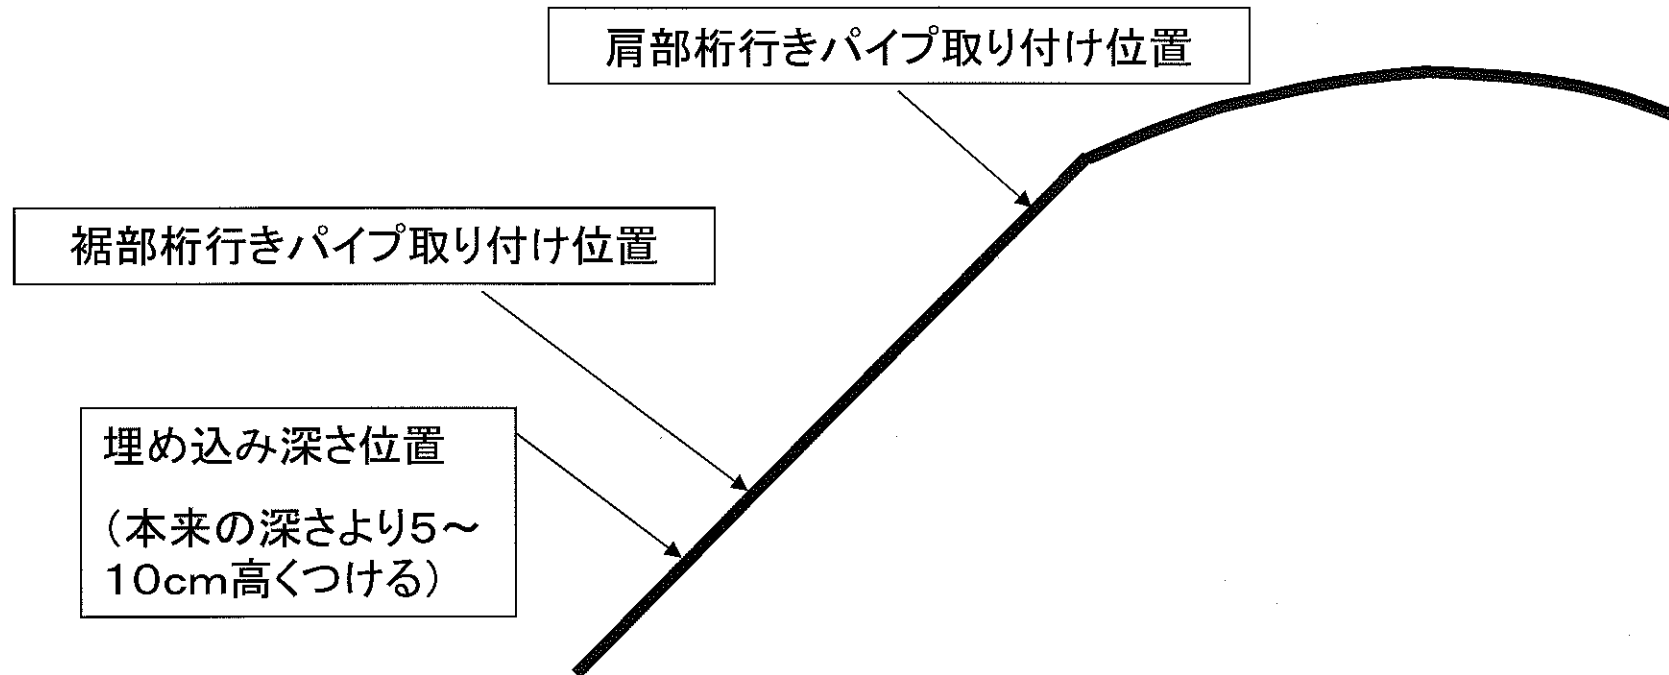 肩部桁行きパイプ取り付け位置
裾部桁行きパイプ取り付け位置
埋め込み深さ位置
（本来の深さより５～
１０ｃｍ高くつける）